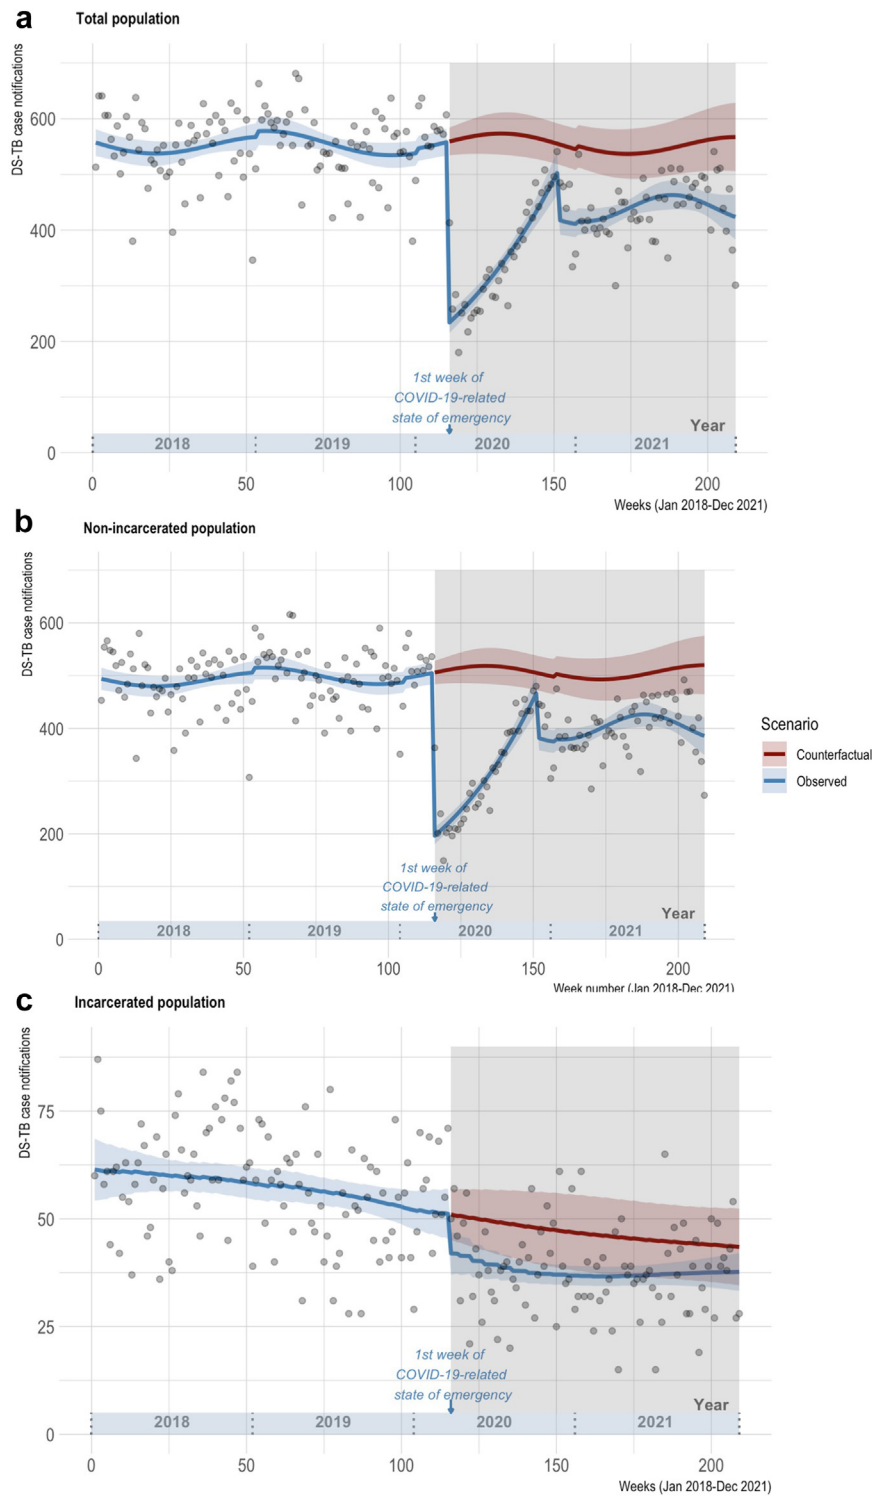 a
Total population
DS-TB case notifications
600
400
200
0
1st week of
COVID-19-related
state of emergency
Year
2018 2019 2020 2021
0 50 100 150 200
Weeks (Jan 2018-Dec 2021)
b
Non-incarcerated population
DS-TB case notifications
600
400
200
0
1st week of
COVID-19-related
state of emergency
Year
2018 2019 2020 2021
0 50 100 150 200
Week number (Jan 2018-Dec 2021)
Scenario
Counterfactual
Observed
c
Incarcerated population
DS-TB case notifications
75
50
25
0
1st week of
COVID-19-related
state of emergency
Year
2018 2019 2020 2021
0 50 100 150 200
Weeks (Jan 2018-Dec 2021)